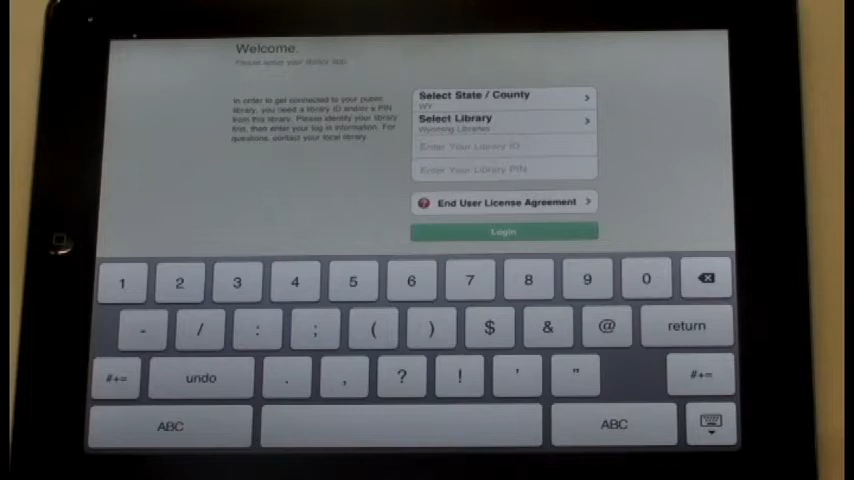 Welcome.
Please enter your library app
In order to get connected to your public
library, you need a library ID and/or a PIN
from this library. Please identify your library
first, then enter your log in information. For
questions, contact your local library.
Select State / County
WY
Select Library
Wyoming Libraries
Enter Your Library ID
Enter Your Library PIN
? End User License Agreement >
Login
1 2 3 4 5 6 7 8 9 0
- / : ; ( ) $ & @ return
#+= undo . , ? ! ' " #+=
ABC ABC